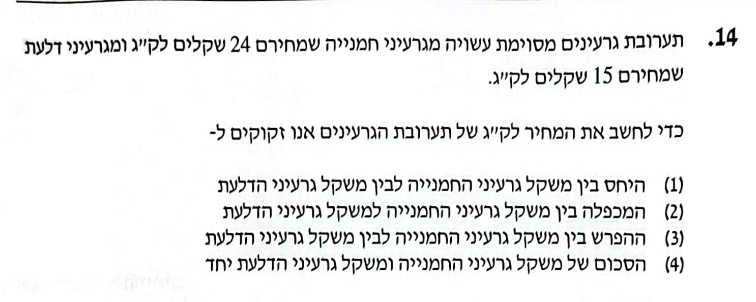 14. תערובת גרעינים מסוימת עשויה מגרעיני חמנייה שמחירם 24 שקלים לק״ג ומגרעיני דלעת
שמחירם 15 שקלים לק״ג.
כדי לחשב את המחיר לק״ג של תערובת הגרעינים אנו זקוקים ל-
(1) היחס בין משקל גרעיני החמנייה לבין משקל גרעיני הדלעת
(2) המכפלה בין משקל גרעיני החמנייה למשקל גרעיני הדלעת
(3) ההפרש בין משקל גרעיני החמנייה לבין משקל גרעיני הדלעת
(4) הסכום של משקל גרעיני החמנייה ומשקל גרעיני הדלעת יחד